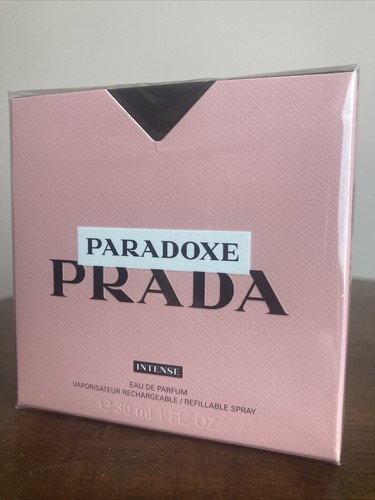 PARADOXE
PRADA
INTENSE
EAU DE PARFUM
VAPORISATEUR RECHARGEABLE / REFILLABLE SPRAY
℮ 30 ml 1 FL. OZ.